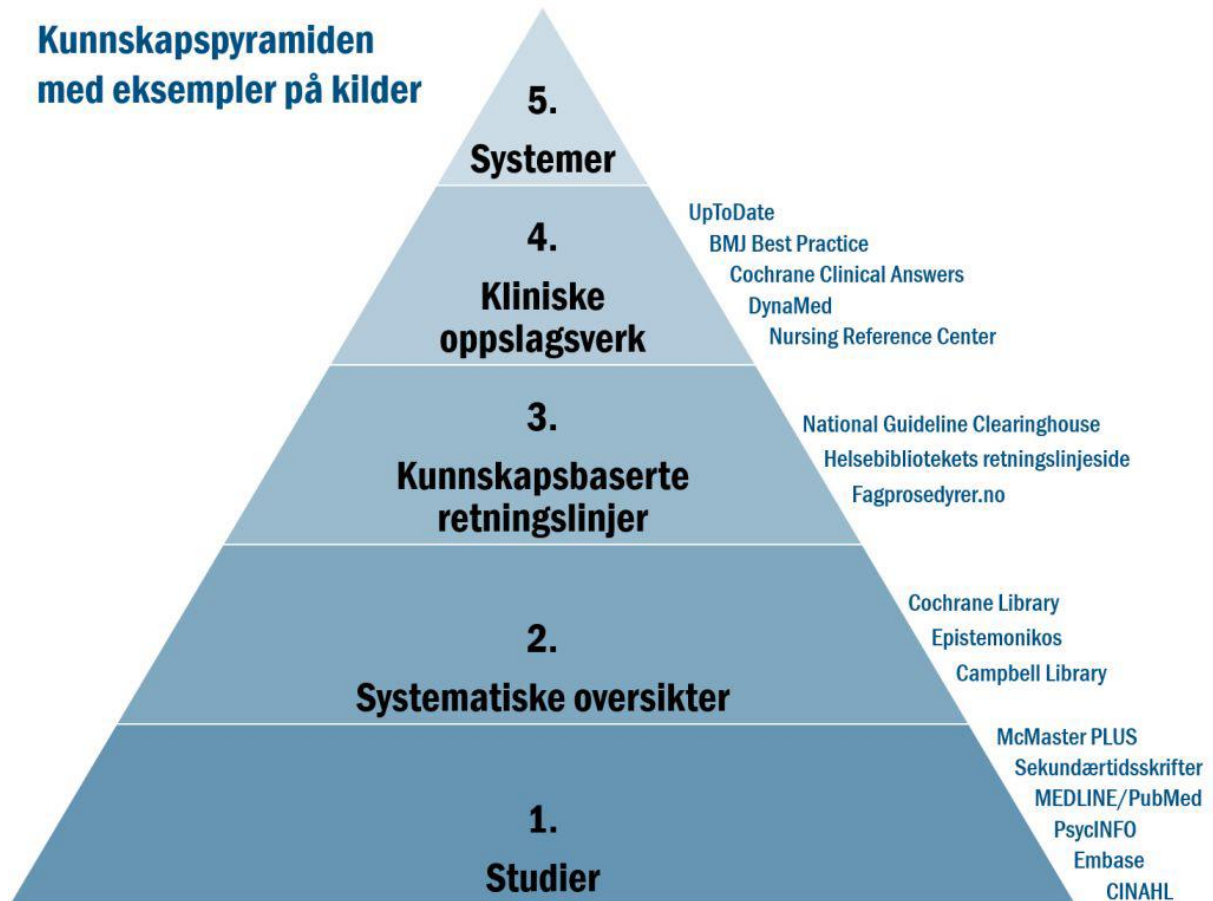 Kunnskapspyramiden
med eksempler på kilder
5.
Systemer
4.
Kliniske
oppslagsverk
UpToDate
BMJ Best Practice
Cochrane Clinical Answers
DynaMed
Nursing Reference Center
3.
Kunnskapsbaserte
retningslinjer
National Guideline Clearinghouse
Helsebibliotekets retningslinjeside
Fagprosedyrer.no
2.
Systematiske oversikter
Cochrane Library
Epistemonikos
Campbell Library
1.
Studier
McMaster PLUS
Sekundærtidsskrifter
MEDLINE/PubMed
PsycINFO
Embase
CINAHL